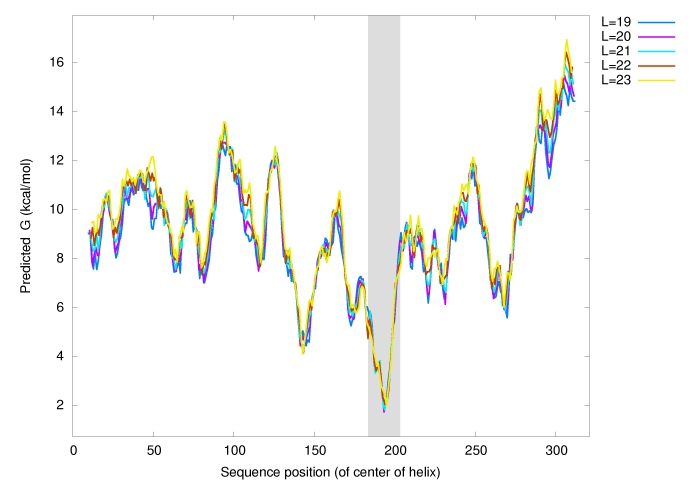 L=19
L=20
L=21
L=22
L=23
16
14
12
10
8
6
4
2
Predicted G (kcal/mol)
0 50 100 150 200 250 300
Sequence position (of center of helix)